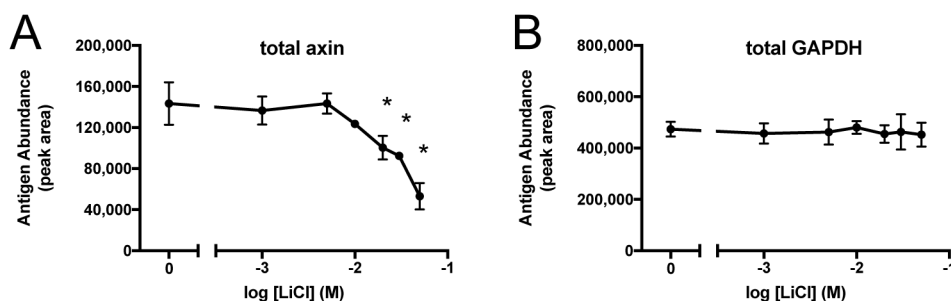 A
total axin
200,000
160,000
120,000
80,000
40,000
0
Antigen Abundance
(peak area)
* * *
0 -3 -2 -1
log [LiCl] (M)
B
total GAPDH
800,000
600,000
400,000
200,000
0
Antigen Abundance
(peak area)
0 -3 -2 -1
log [LiCl] (M)